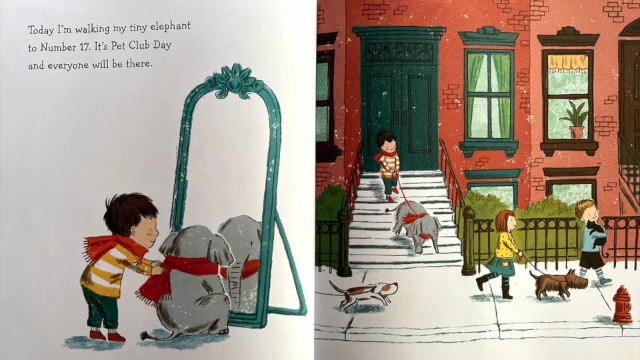 Today I'm walking my tiny elephant
to Number 17. It's Pet Club Day
and everyone will be there.